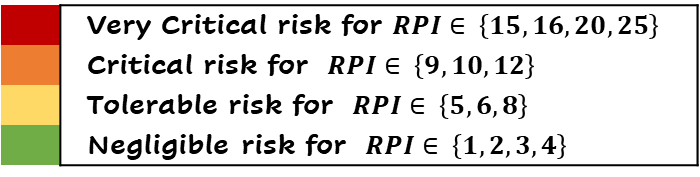 Very Critical risk for RPI ∈ {15, 16, 20, 25}
Critical risk for RPI ∈ {9, 10, 12}
Tolerable risk for RPI ∈ {5, 6, 8}
Negligible risk for RPI ∈ {1, 2, 3, 4}